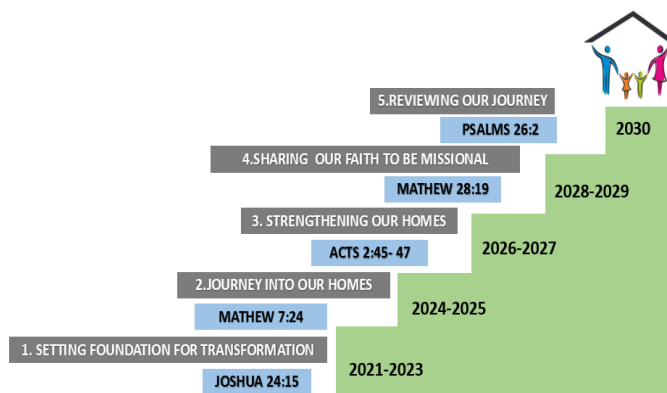 5.REVIEWING OUR JOURNEY
PSALMS 26:2
2030
4.SHARING OUR FAITH TO BE MISSIONAL
MATHEW 28:19
2028-2029
3. STRENGTHENING OUR HOMES
ACTS 2:45- 47
2026-2027
2.JOURNEY INTO OUR HOMES
MATHEW 7:24
2024-2025
1. SETTING FOUNDATION FOR TRANSFORMATION
JOSHUA 24:15
2021-2023